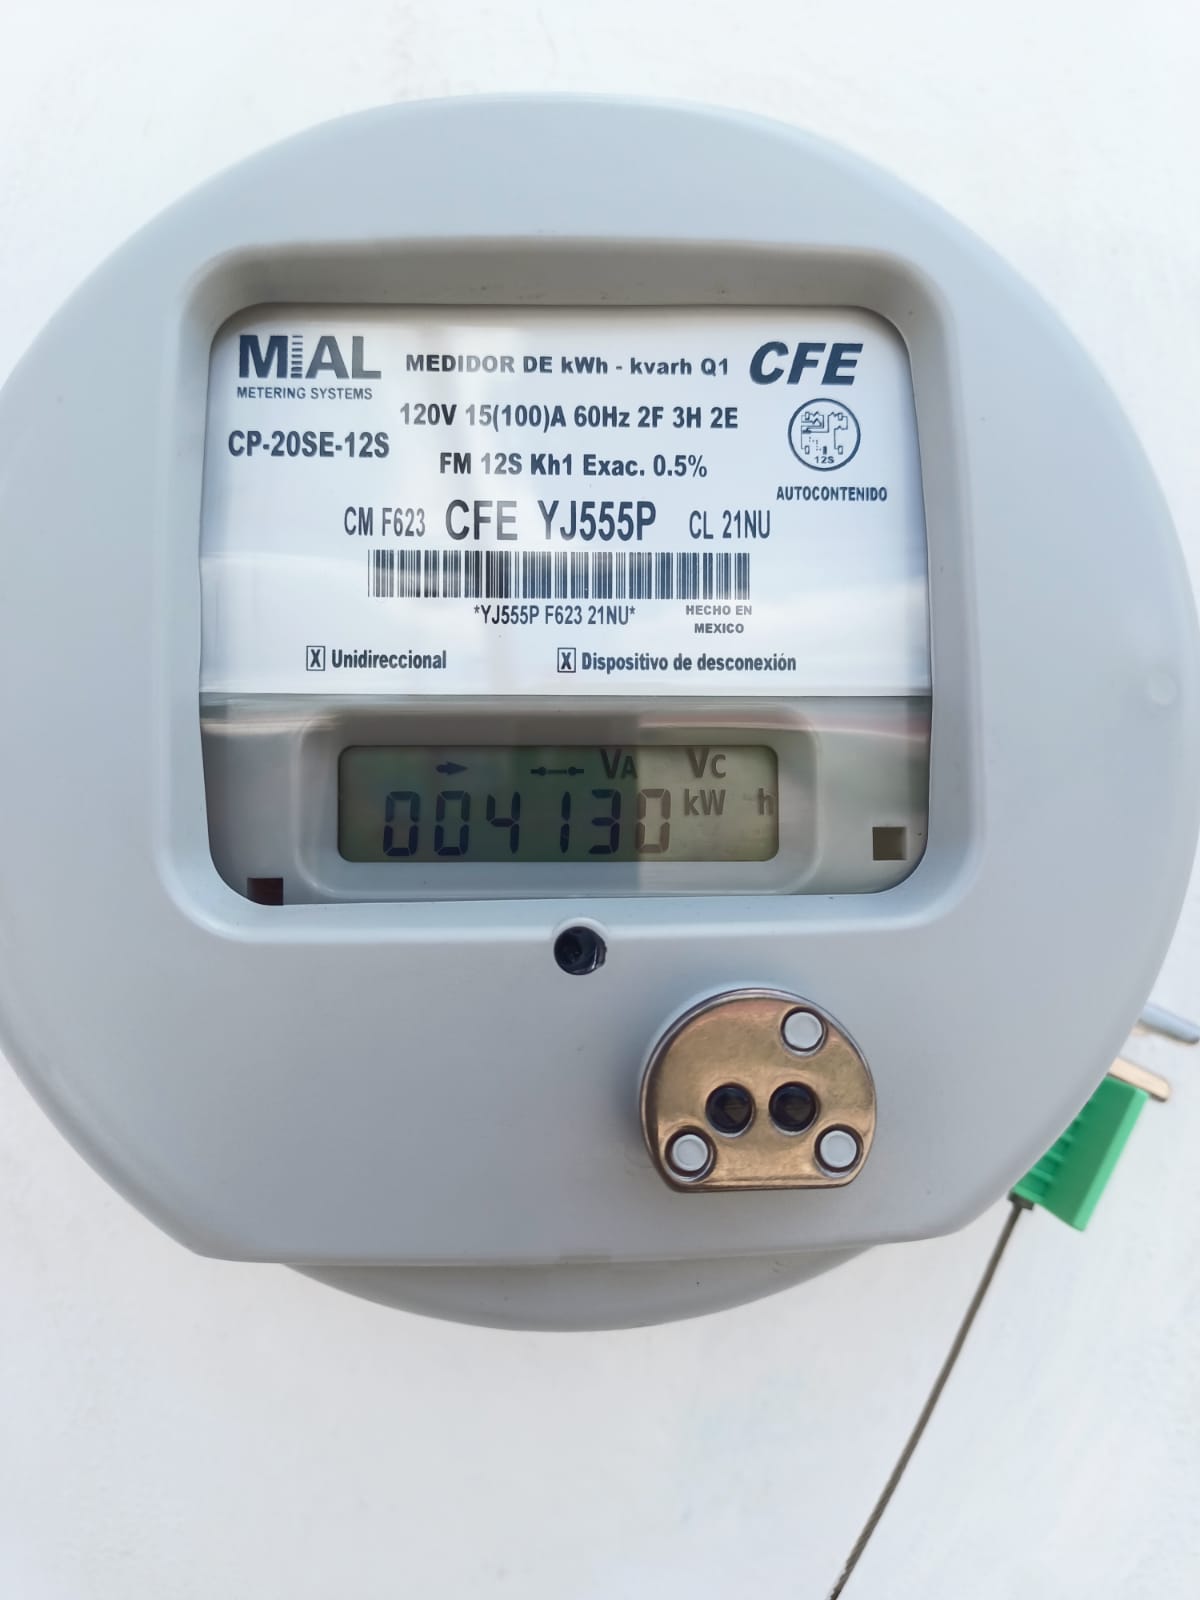 MIAL
METERING SYSTEMS
MEDIDOR DE kWh - kvarh Q1
CFE
120V 15(100)A 60Hz 2F 3H 2E
CP-20SE-12S
FM 12S Kh1 Exac. 0.5%
12S
AUTOCONTENIDO
CM F623 CFE YJ555P CL 21NU
*YJ555P F623 21NU*
HECHO EN
MEXICO
X Unidireccional
X Dispositivo de desconexión
VA VC
004130 kW h